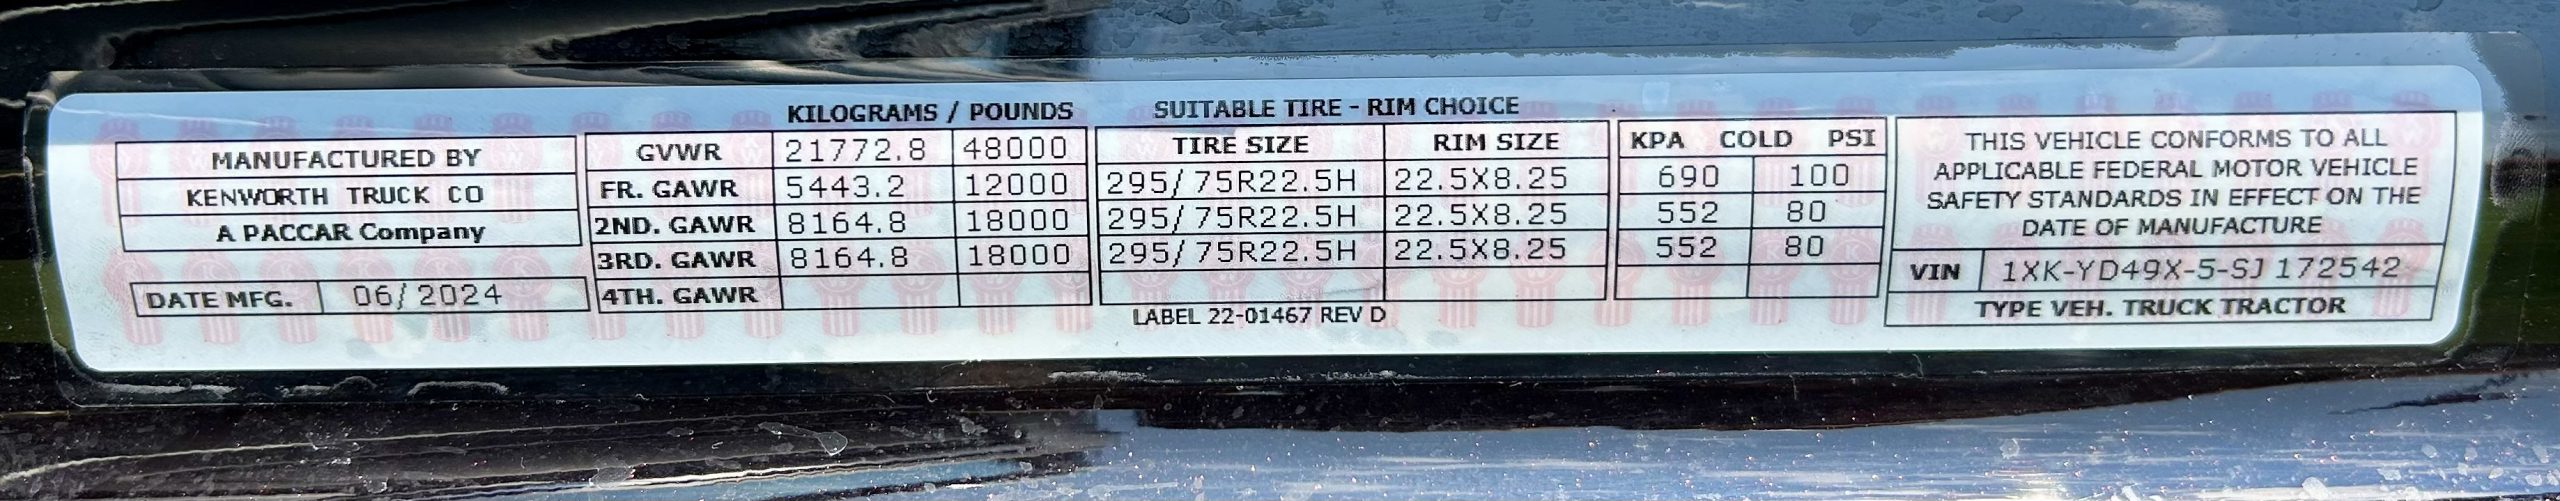 KILOGRAMS / POUNDS SUITABLE TIRE - RIM CHOICE
MANUFACTURED BY
KENWORTH TRUCK CO
A PACCAR Company
DATE MFG. 06/2024
GVWR 21772.8 48000
FR. GAWR 5443.2 12000
2ND. GAWR 8164.8 18000
3RD. GAWR 8164.8 18000
4TH. GAWR
TIRE SIZE RIM SIZE
295/75R22.5H 22.5X8.25
295/75R22.5H 22.5X8.25
295/75R22.5H 22.5X8.25
LABEL 22-01467 REV D
KPA COLD PSI
690 100
552 80
552 80
THIS VEHICLE CONFORMS TO ALL
APPLICABLE FEDERAL MOTOR VEHICLE
SAFETY STANDARDS IN EFFECT ON THE
DATE OF MANUFACTURE
VIN 1XK-YD49X-5-SJ172542
TYPE VEH. TRUCK TRACTOR